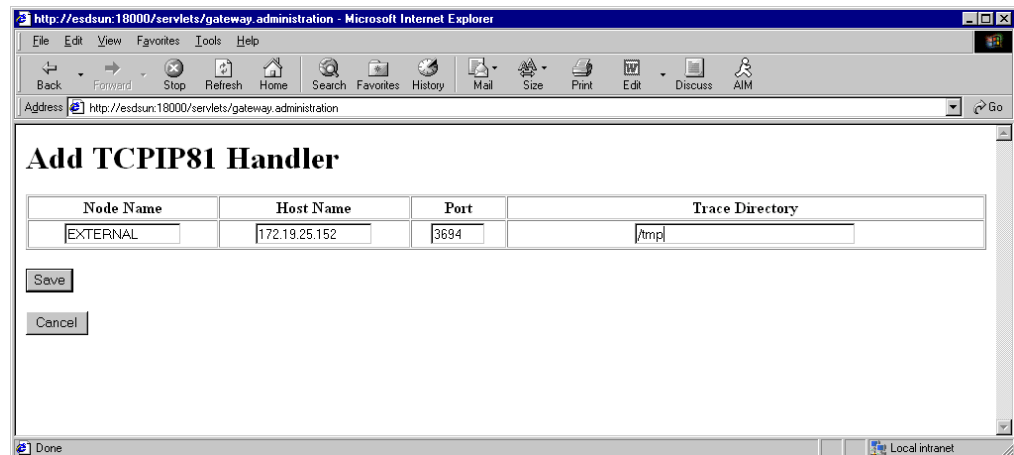 http://esdsun:18000/servlets/gateway.administration - Microsoft Internet Explorer
File Edit View Favorites Tools Help
Back Forward Stop Refresh Home Search Favorites History Mail Size Print Edit Discuss AIM
Address http://esdsun:18000/servlets/gateway.administration Go
Add TCPIP81 Handler
Node Name Host Name Port Trace Directory
EXTERNAL 172.19.25.152 3694 /tmp
Save
Cancel
Done Local intranet